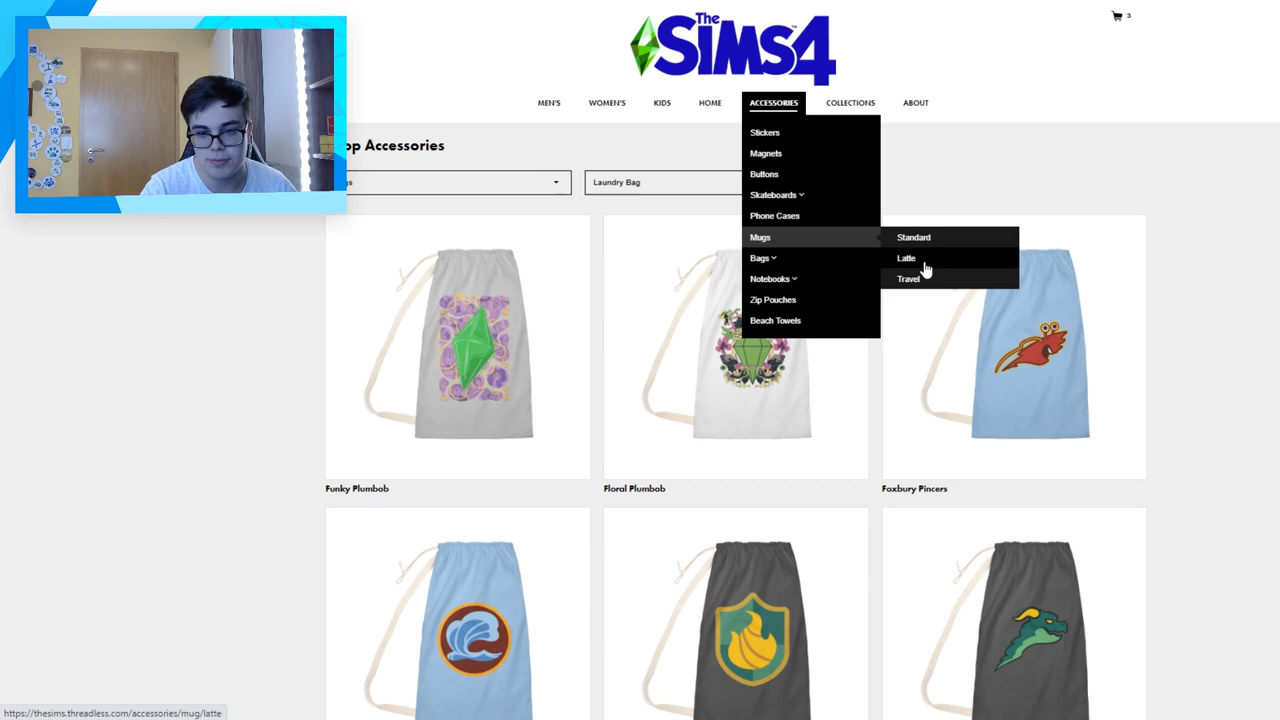 The
SiMS4
3
MEN'S WOMEN'S KIDS HOME ACCESSORIES COLLECTIONS ABOUT
op Accessories
Laundry Bag
Stickers
Magnets
Buttons
Skateboards
Phone Cases
Mugs
Bags
Notebooks
Zip Pouches
Beach Towels
Standard
Latte
Travel
Funky Plumbob
Floral Plumbob
Foxbury Pincers
https://thesims.threadless.com/accessories/mug/latte